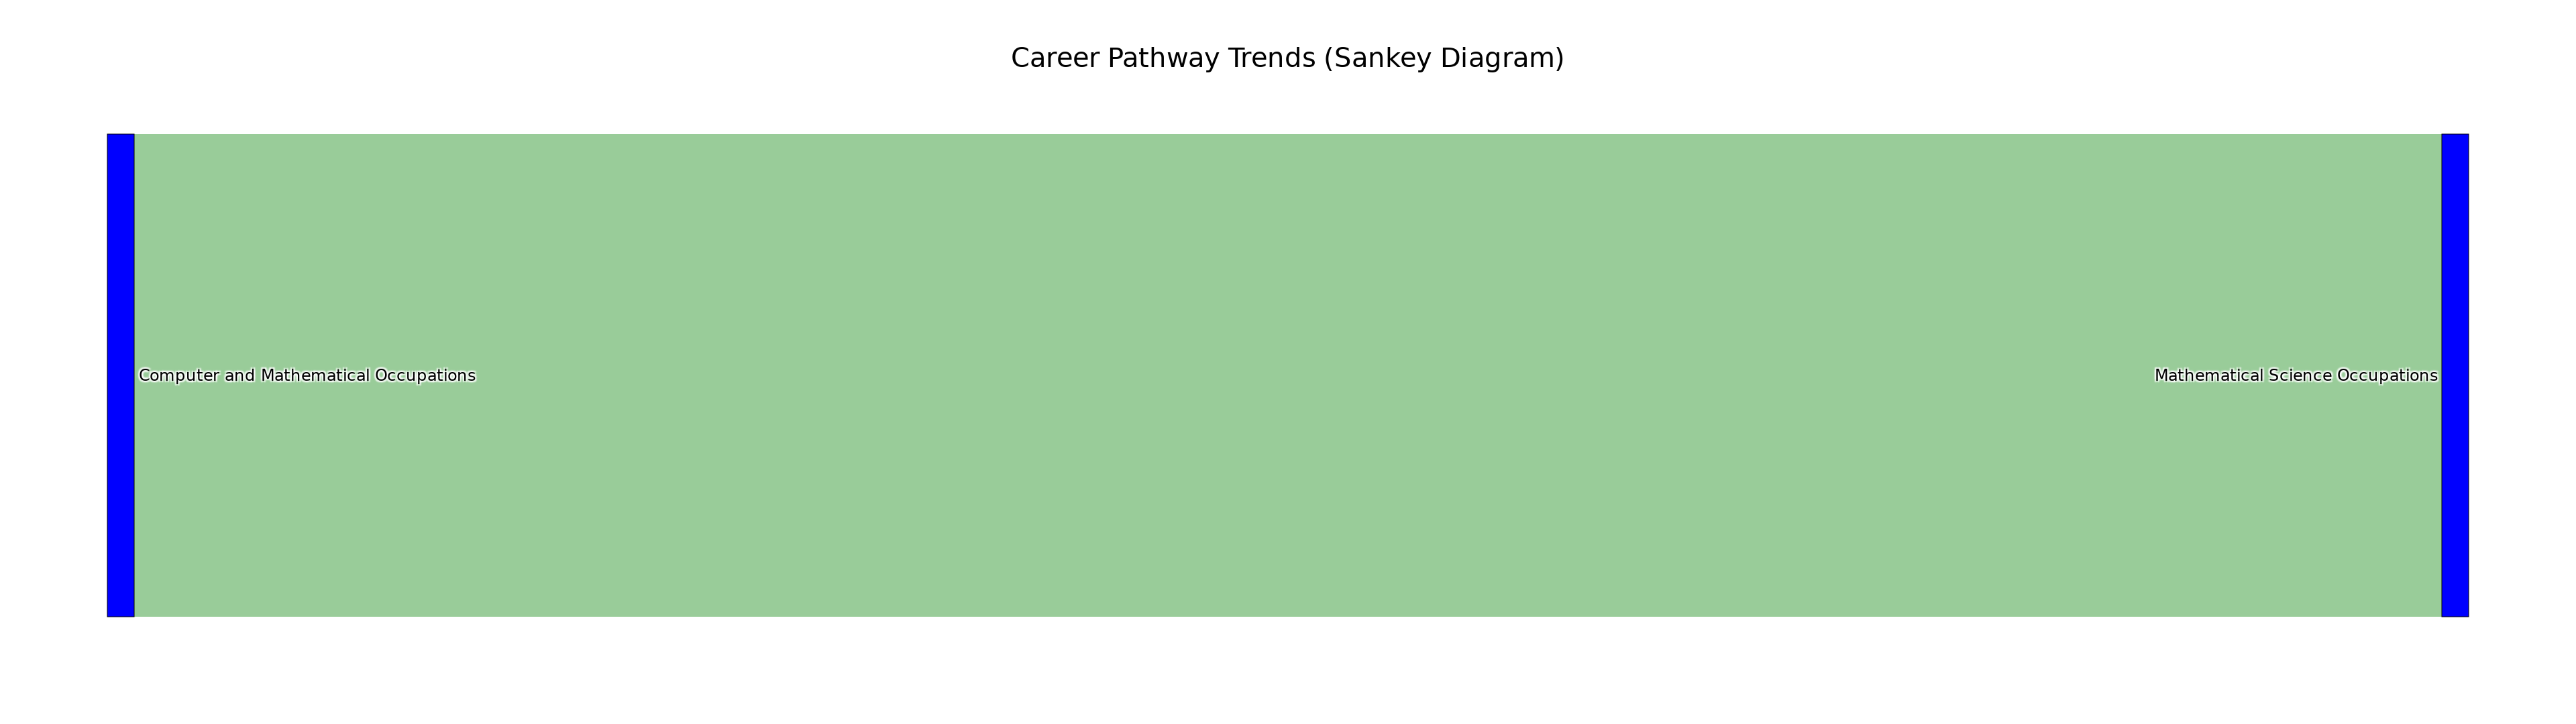 Career Pathway Trends (Sankey Diagram)
Computer and Mathematical Occupations
Mathematical Science Occupations